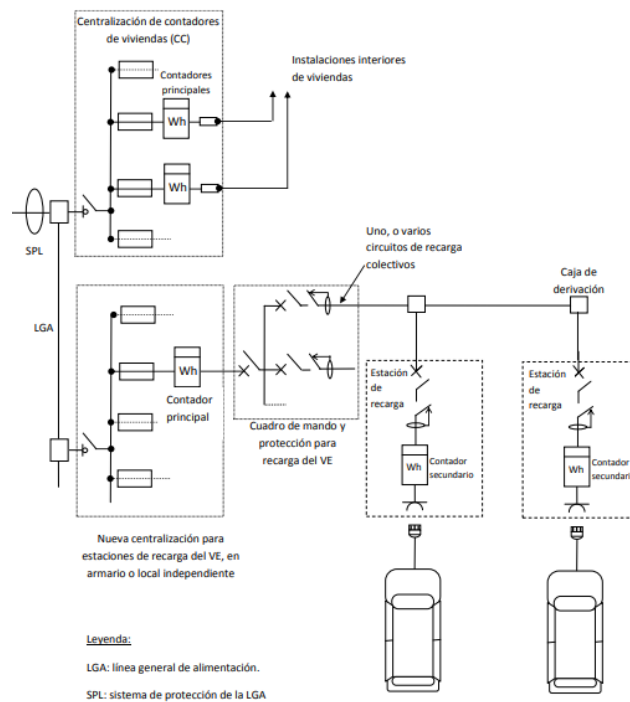 Centralización de contadores
de viviendas (CC)
Contadores
principales
Instalaciones interiores
de viviendas
Wh
Wh
SPL
Uno, o varios
circuitos de recarga
colectivos
Caja de
derivación
LGA
Wh
Contador
principal
Cuadro de mando y
protección para
recarga del VE
Estación
de
recarga
Wh
Contador
secundario
Estación
de
recarga
Wh
Contador
secundario
Nueva centralización para
estaciones de recarga del VE, en
armario o local independiente
Leyenda:
LGA: línea general de alimentación.
SPL: sistema de protección de la LGA